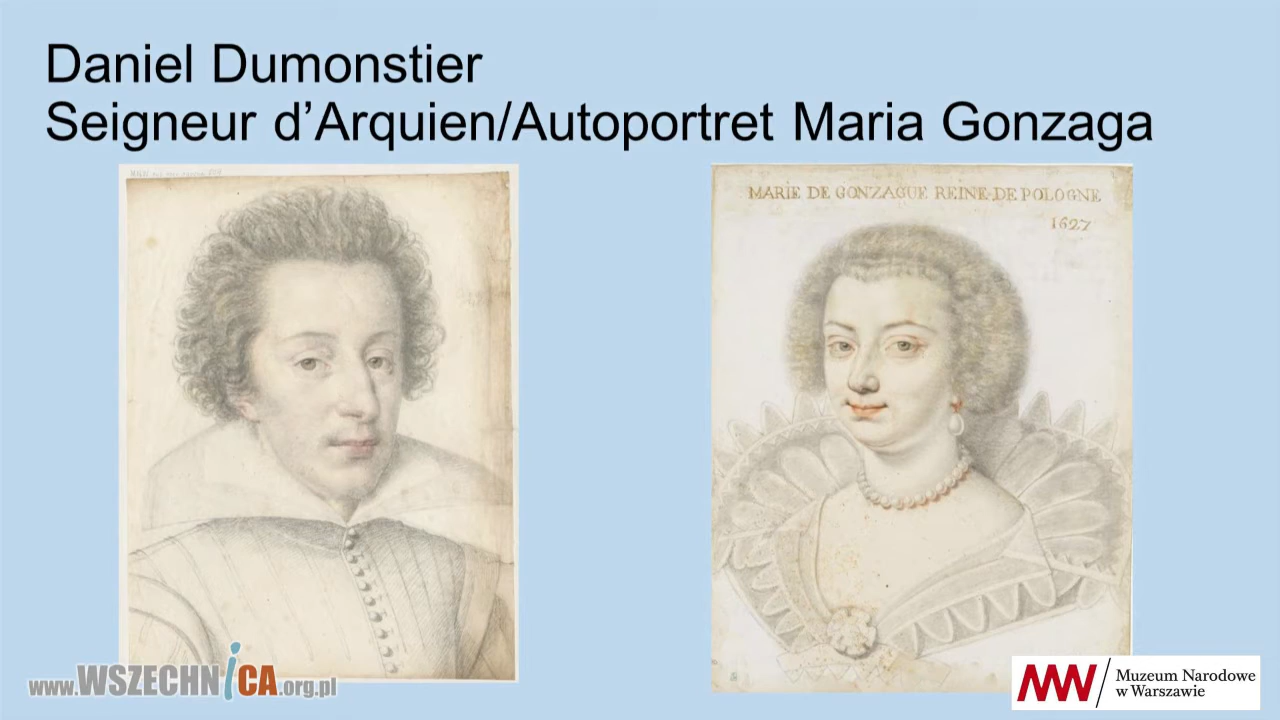 Daniel Dumonstier
Seigneur d’Arquien/Autoportret Maria Gonzaga
MARIE DE GONZAGUE REINE DE POLOGNE
1627
www.WSZECHNiCA.org.pl
MW
Muzeum Narodowe
w Warszawie